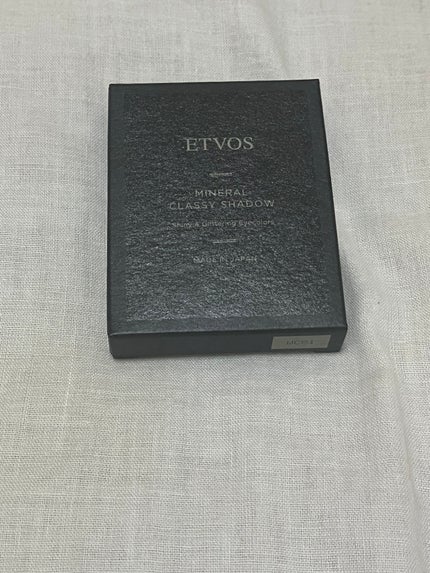 ETVOS
MINERAL
CLASSY SHADOW
Shiny & Glittering Eyecolors
MADE IN JAPAN